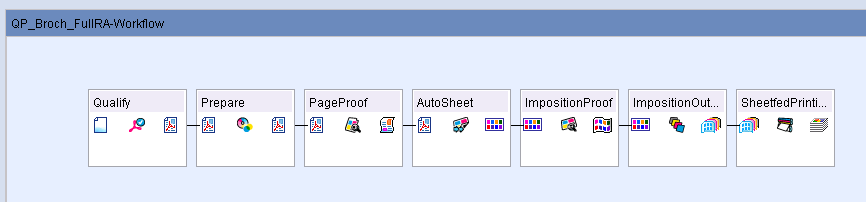 QP_Broch_FullRA-Workflow
Qualify
Prepare
PageProof
AutoSheet
ImpositionProof
ImpositionOut...
SheetfedPrinti...